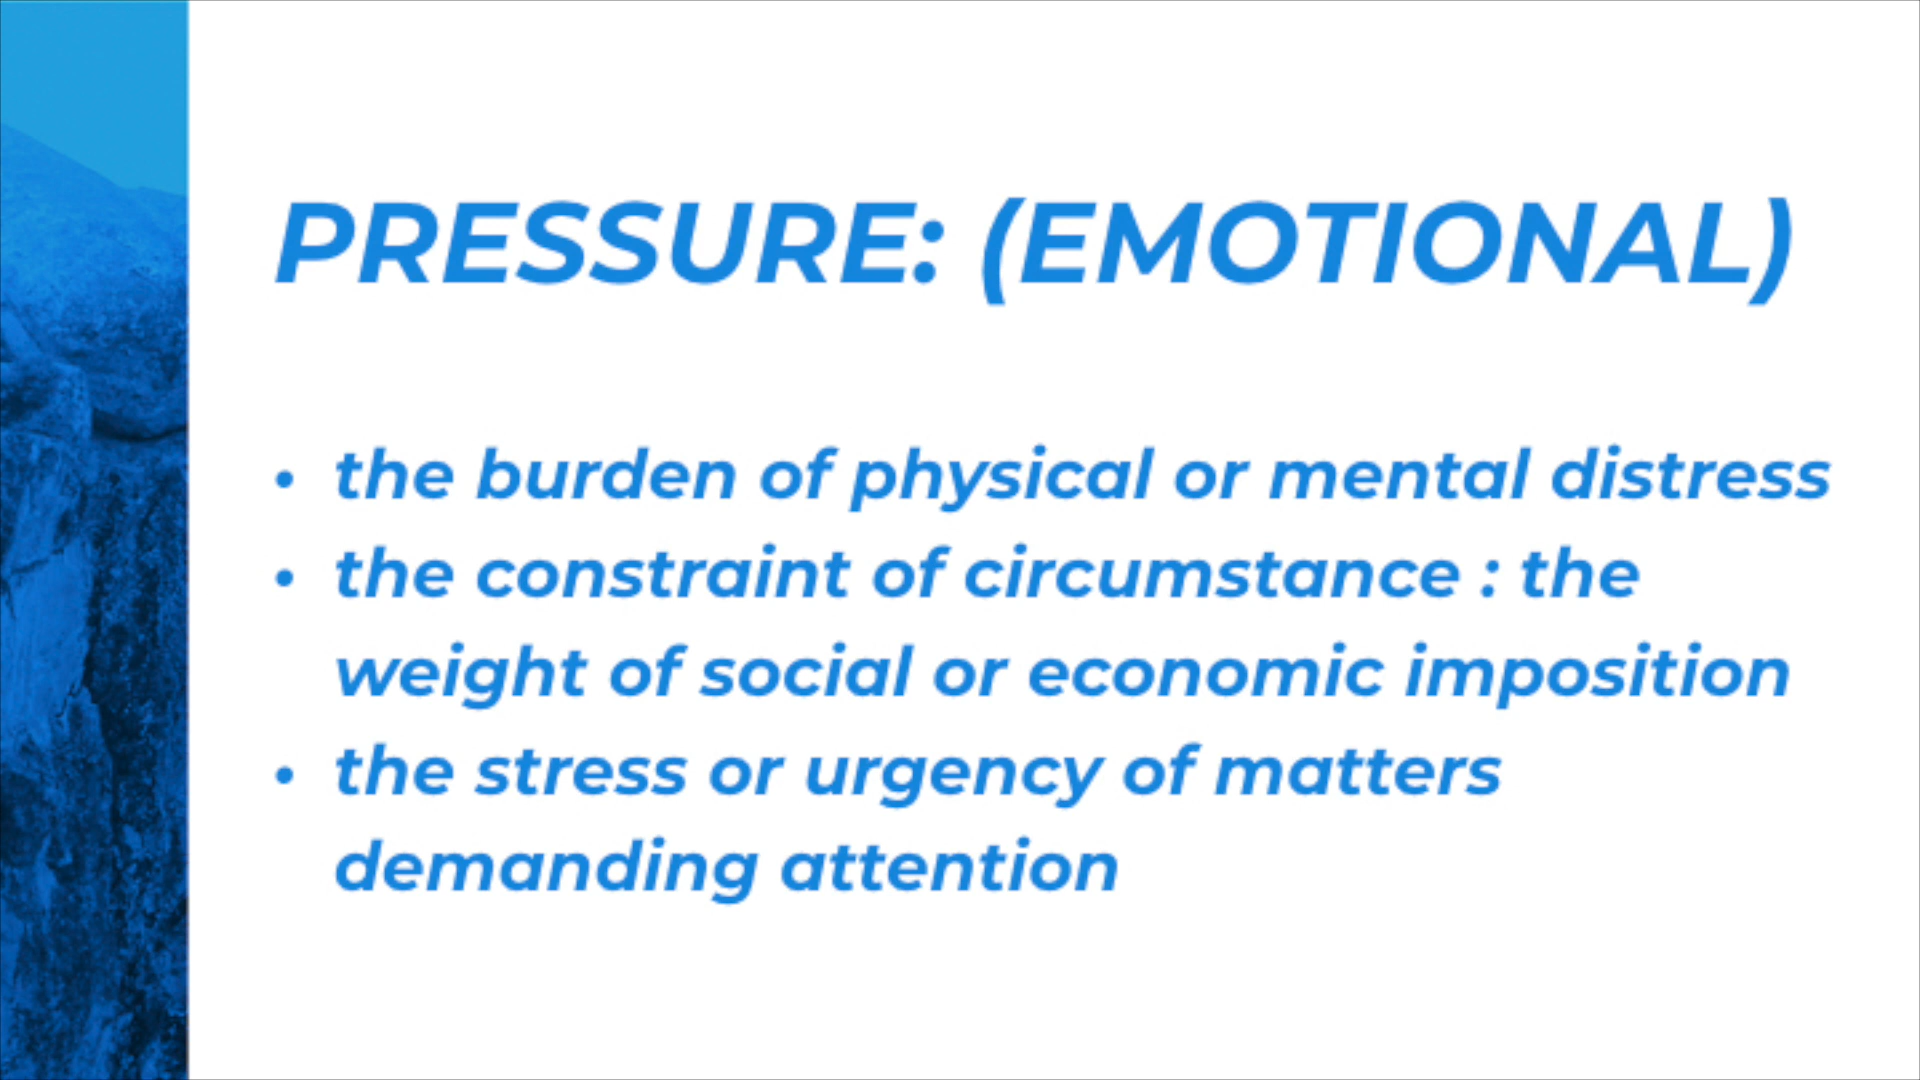 PRESSURE: (EMOTIONAL)
• the burden of physical or mental distress
• the constraint of circumstance : the
weight of social or economic imposition
• the stress or urgency of matters
demanding attention